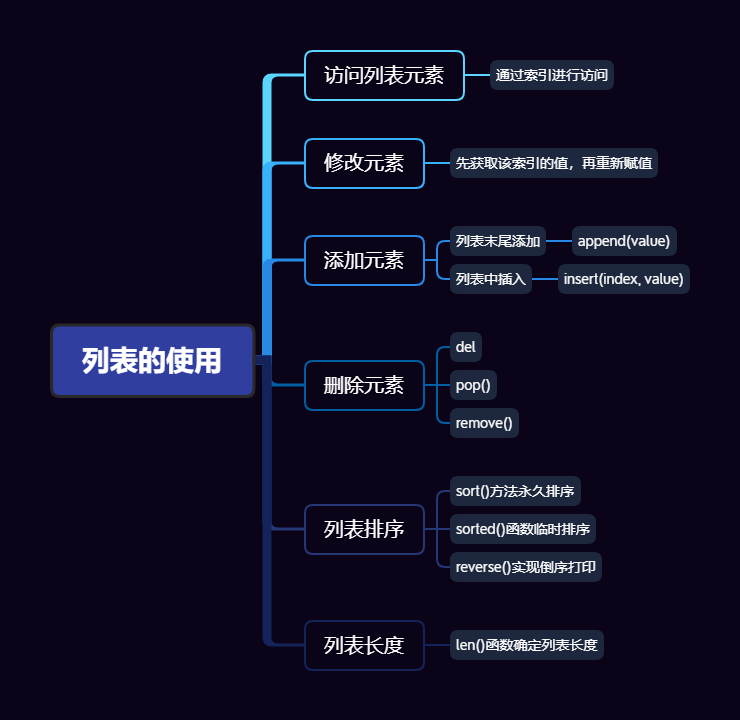 列表的使用
访问列表元素
通过索引进行访问
修改元素
先获取该索引的值，再重新赋值
添加元素
列表末尾添加
append(value)
列表中插入
insert(index, value)
删除元素
del
pop()
remove()
列表排序
sort()方法永久排序
sorted()函数临时排序
reverse()实现倒序打印
列表长度
len()函数确定列表长度